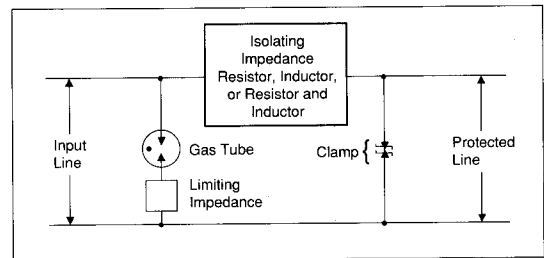 Isolating
Impedance
Resistor, Inductor,
or Resistor and
Inductor
Input
Line
Gas Tube
Limiting
Impedance
Clamp {
Protected
Line